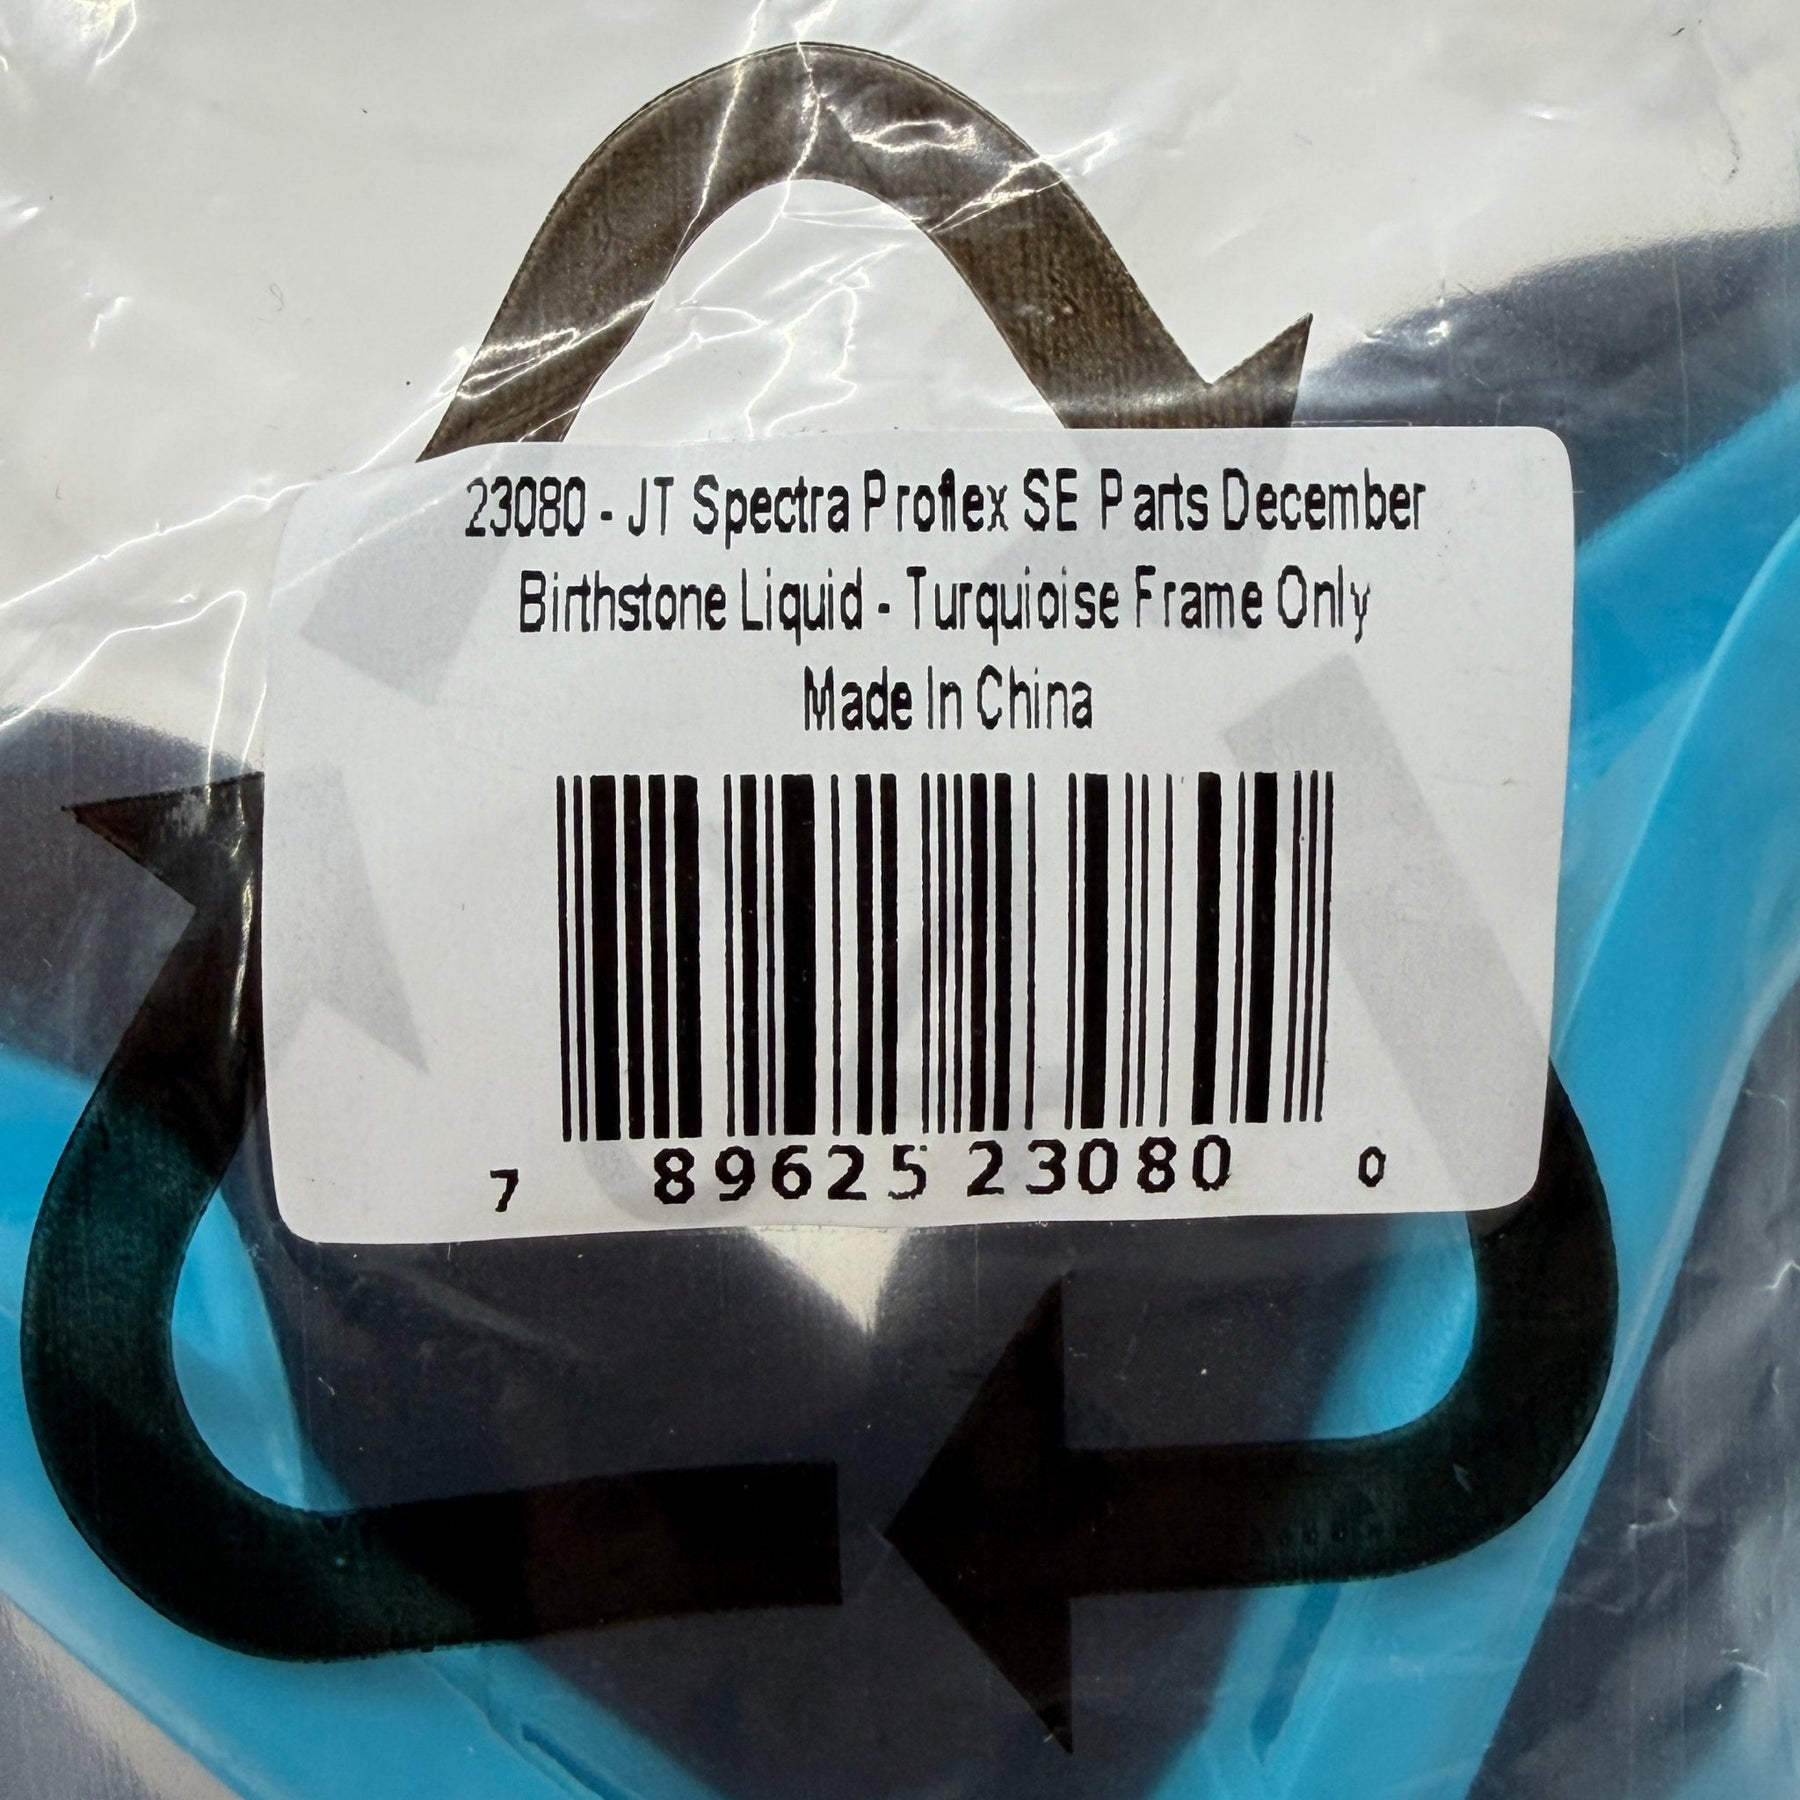 23080 - JT Spectra Proflex SE Parts December
Birthstone Liquid - Turquioise Frame Only
Made In China
7 89625 23080 0